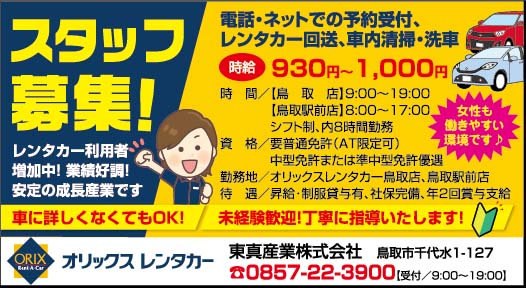 スタッフ
募集!
レンタカー利用者
増加中! 業績好調!
安定の成長産業です
電話・ネットでの予約受付、
レンタカー回送、車内清掃・洗車
時給 930円〜1,000円
時 間／【鳥 取 店】9:00〜19:00
【鳥取駅前店】8:00〜17:00
シフト制、内8時間勤務
資 格／要普通免許(AT限定可)
中型免許または準中型免許優遇
勤務地／オリックスレンタカー鳥取店、鳥取駅前店
待 遇／昇給・制服貸与有、社保完備、年2回賞与支給
女性も
働きやすい
環境です♪
車に詳しくなくてもOK!
未経験歓迎!丁寧に指導いたします!
ORIX
Rent-A-Car
オリックス レンタカー
東真産業株式会社 鳥取市千代水1-127
☎0857-22-3900【受付／9:00〜19:00】